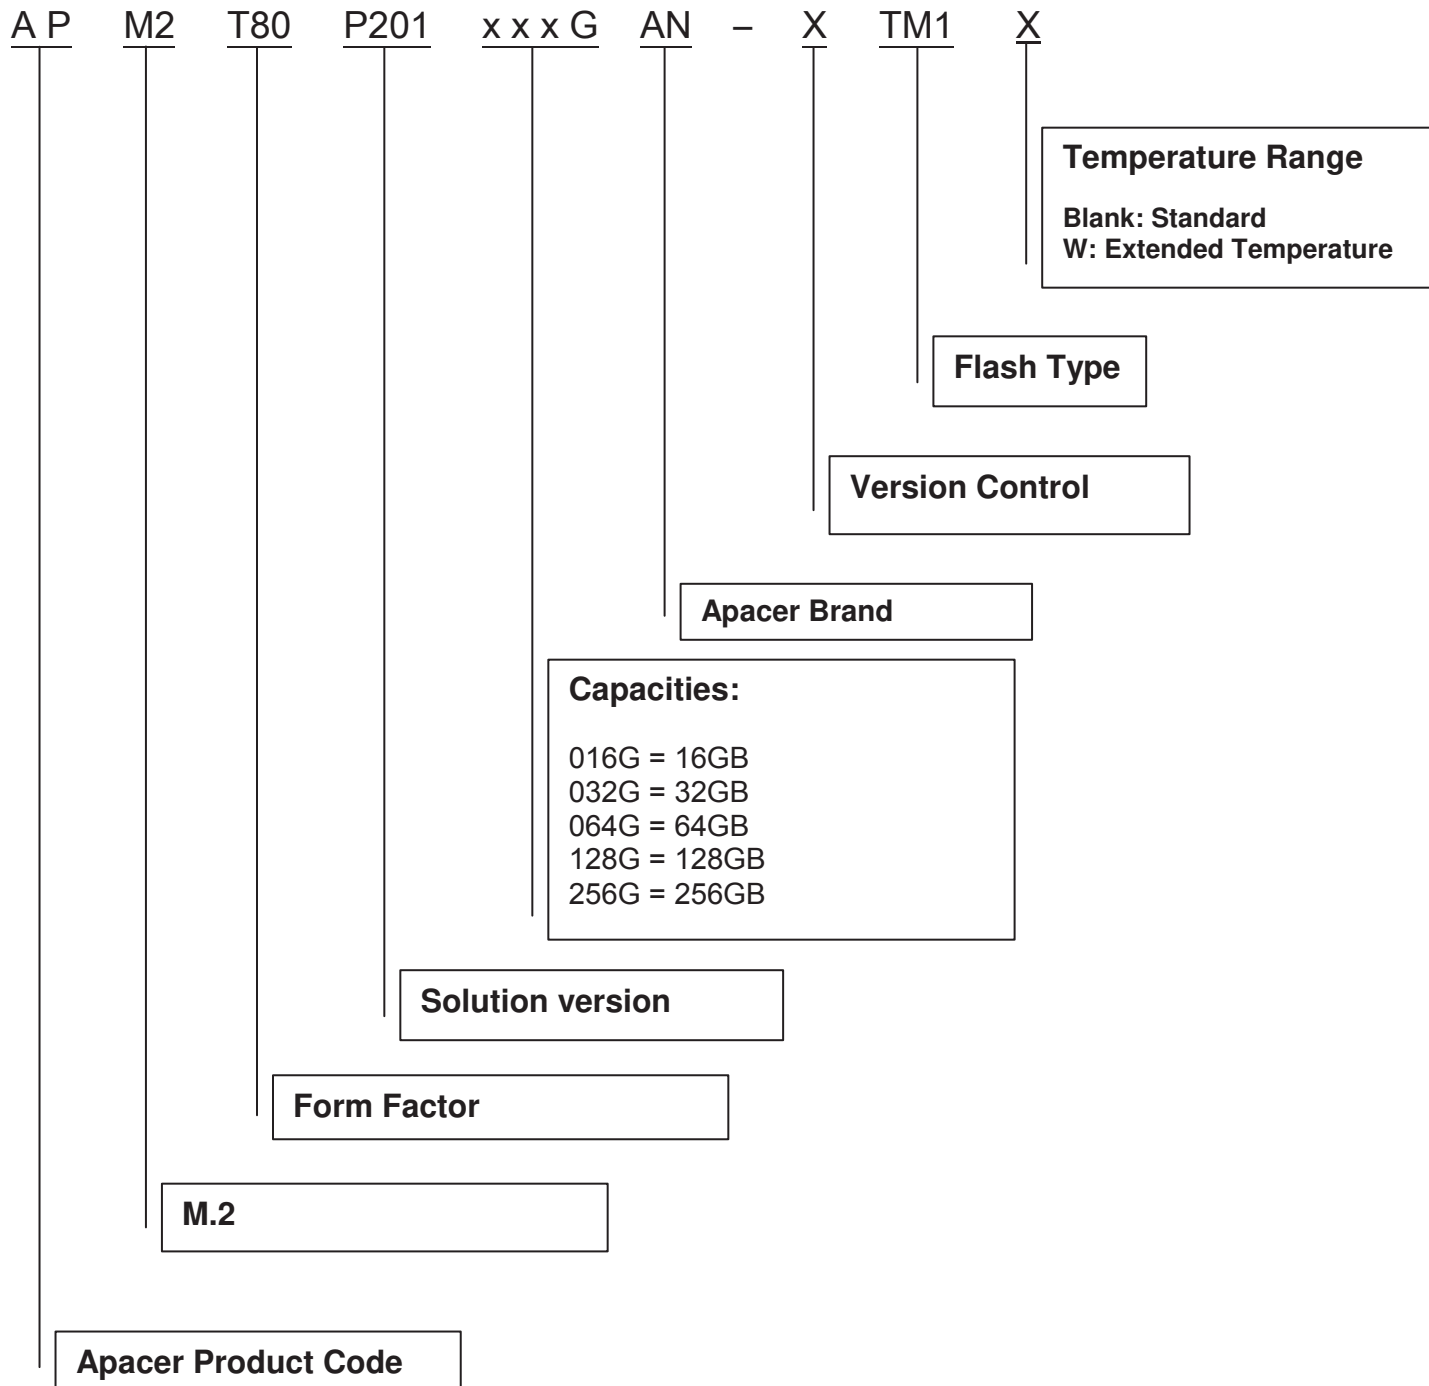 A P M2 T80 P201 x x x G AN – X TM1 X
Temperature Range
Blank: Standard
W: Extended Temperature
Flash Type
Version Control
Apacer Brand
Capacities:
016G = 16GB
032G = 32GB
064G = 64GB
128G = 128GB
256G = 256GB
Solution version
Form Factor
M.2
Apacer Product Code